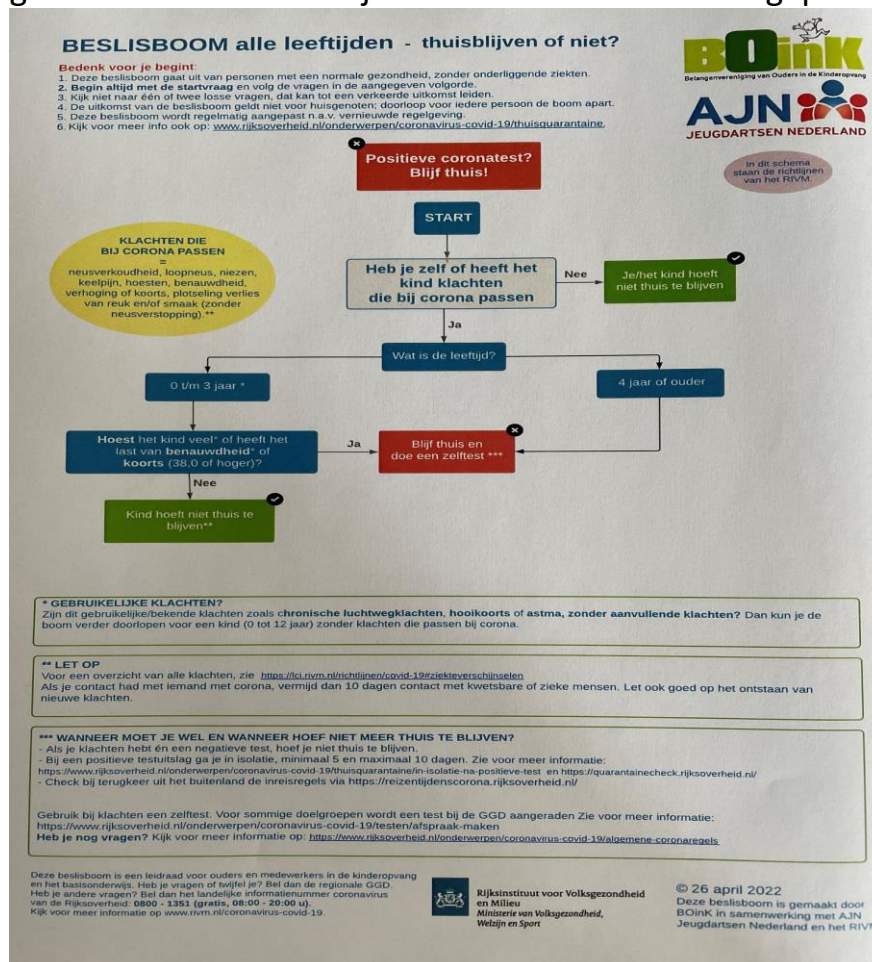 BESLISBOOM alle leeftijden - thuisblijven of niet?
BOinK
Belangenvereniging van Ouders in de Kinderopvang
Bedenk voor je begint:
1. Deze beslisboom gaat uit van personen met een normale gezondheid, zonder onderliggende ziekten.
2. Begin altijd met de startvraag en volg de vragen in de aangegeven volgorde.
3. Kijk niet naar één of twee losse vragen, dat kan tot een verkeerde uitkomst leiden.
4. De uitkomst van de beslisboom geldt niet voor huisgenoten; doorloop voor iedere persoon de boom apart.
5. Deze beslisboom wordt regelmatig aangepast n.a.v. vernieuwde regelgeving.
6. Kijk voor meer info ook op: www.rijksoverheid.nl/onderwerpen/coronavirus-covid-19/thuisquarantaine.
AJN
JEUGDARTSEN NEDERLAND
Positieve coronatest?
Blijf thuis!
In dit schema
staan de richtlijnen
van het RIVM.
START
KLACHTEN DIE
BIJ CORONA PASSEN
=
neusverkoudheid, loopneus, niezen,
keelpijn, hoesten, benauwdheid,
verhoging of koorts, plotseling verlies
van reuk en/of smaak (zonder
neusverstopping).**
Heb je zelf of heeft het
kind klachten
die bij corona passen
Nee
Je/het kind hoeft
niet thuis te blijven
Ja
Wat is de leeftijd?
0 t/m 3 jaar *
4 jaar of ouder
Hoest het kind veel* of heeft het
last van benauwdheid* of
koorts (38,0 of hoger)?
Ja
Blijf thuis en
doe een zelftest ***
Nee
Kind hoeft niet thuis te
blijven**
* GEBRUIKELIJKE KLACHTEN?
Zijn dit gebruikelijke/bekende klachten zoals chronische luchtwegklachten, hooikoorts of astma, zonder aanvullende klachten? Dan kun je de
boom verder doorlopen voor een kind (0 tot 12 jaar) zonder klachten die passen bij corona.
** LET OP
Voor een overzicht van alle klachten, zie https://lci.rivm.nl/richtlijnen/covid-19#ziekteverschijnselen
Als je contact had met iemand met corona, vermijd dan 10 dagen contact met kwetsbare of zieke mensen. Let ook goed op het ontstaan van
nieuwe klachten.
*** WANNEER MOET JE WEL EN WANNEER HOEF NIET MEER THUIS TE BLIJVEN?
- Als je klachten hebt én een negatieve test, hoef je niet thuis te blijven.
- Bij een positieve testuitslag ga je in isolatie, minimaal 5 en maximaal 10 dagen. Zie voor meer informatie:
https://www.rijksoverheid.nl/onderwerpen/coronavirus-covid-19/thuisquarantaine/in-isolatie-na-positieve-test en https://quarantainecheck.rijksoverheid.nl/
- Check bij terugkeer uit het buitenland de inreisregels via https://reizentijdenscorona.rijksoverheid.nl/
Gebruik bij klachten een zelftest. Voor sommige doelgroepen wordt een test bij de GGD aangeraden Zie voor meer informatie:
https://www.rijksoverheid.nl/onderwerpen/coronavirus-covid-19/testen/afspraak-maken
Heb je nog vragen? Kijk voor meer informatie op: https://www.rijksoverheid.nl/onderwerpen/coronavirus-covid-19/algemene-coronaregels
Deze beslisboom is een leidraad voor ouders en medewerkers in de kinderopvang
en het basisonderwijs. Heb je vragen of twijfel je? Bel dan de regionale GGD.
Heb je andere vragen? Bel dan het landelijke informatienummer coronavirus
van de Rijksoverheid: 0800 - 1351 (gratis, 08:00 - 20:00 u).
Kijk voor meer informatie op www.rivm.nl/coronavirus-covid-19.
Rijksinstituut voor Volksgezondheid
en Milieu
Ministerie van Volksgezondheid,
Welzijn en Sport
© 26 april 2022
Deze beslisboom is gemaakt door
BOinK in samenwerking met AJN
Jeugdartsen Nederland en het RIVM